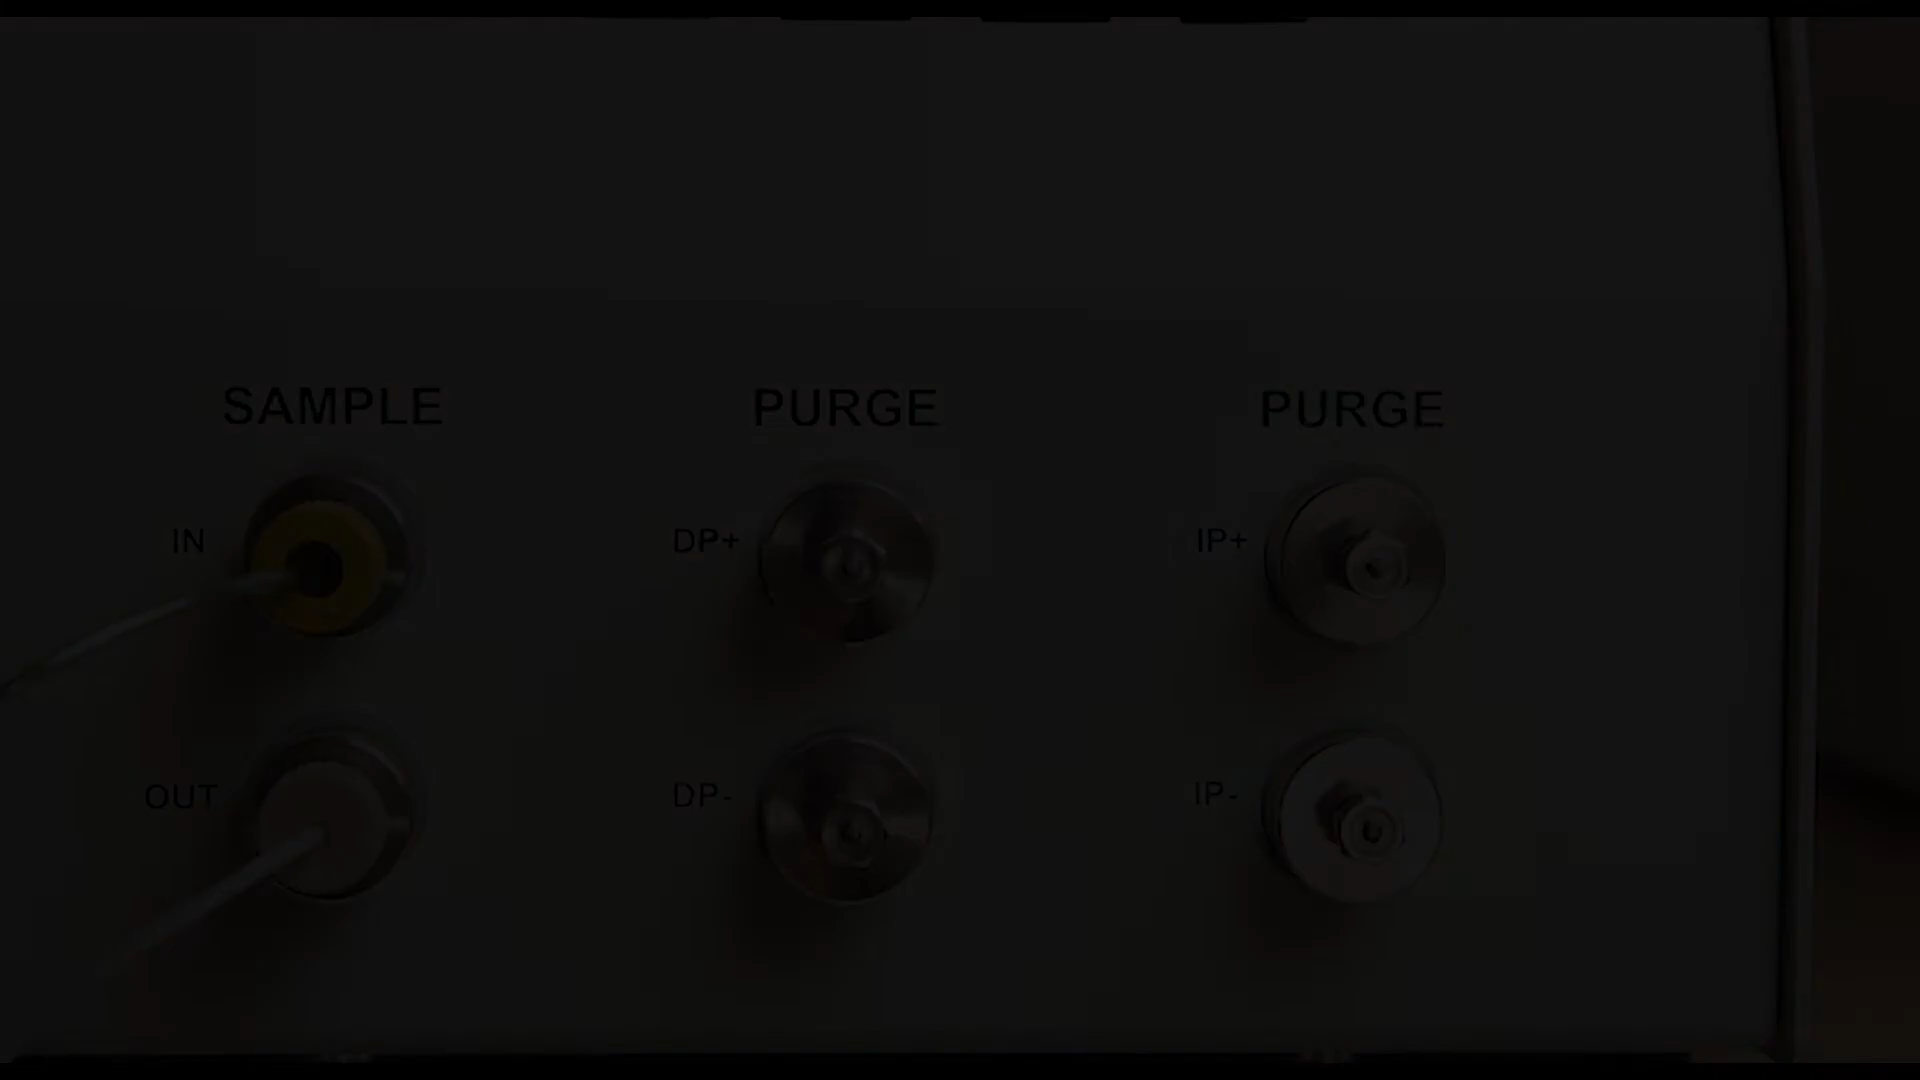 SAMPLE PURGE PURGE
IN DP+ IP+
OUT DP- IP-